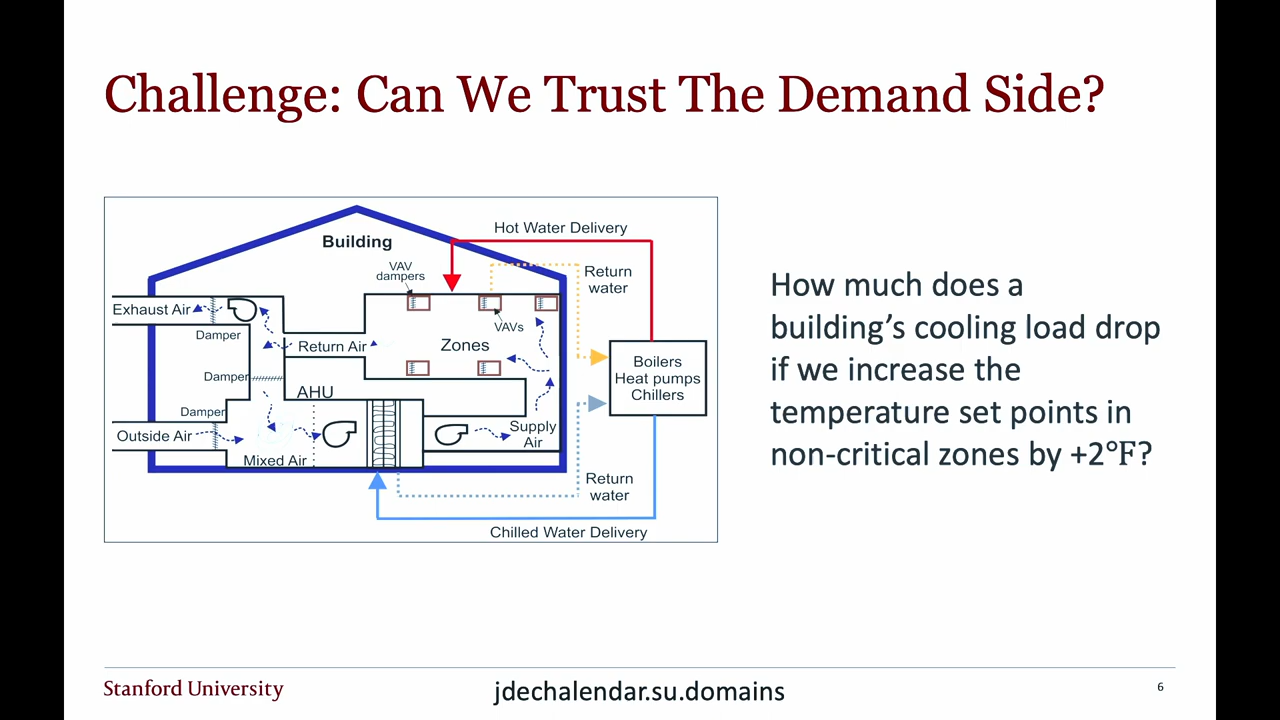 Challenge: Can We Trust The Demand Side?
Hot Water Delivery
Building
VAV
dampers
Return
water
Exhaust Air
Damper
VAVs
Return Air
Zones
Boilers
Heat pumps
Chillers
Damper
AHU
Damper
Outside Air
Supply
Air
Mixed Air
Return
water
Chilled Water Delivery
How much does a
building’s cooling load drop
if we increase the
temperature set points in
non-critical zones by +2°F?
Stanford University
jdechalendar.su.domains
6